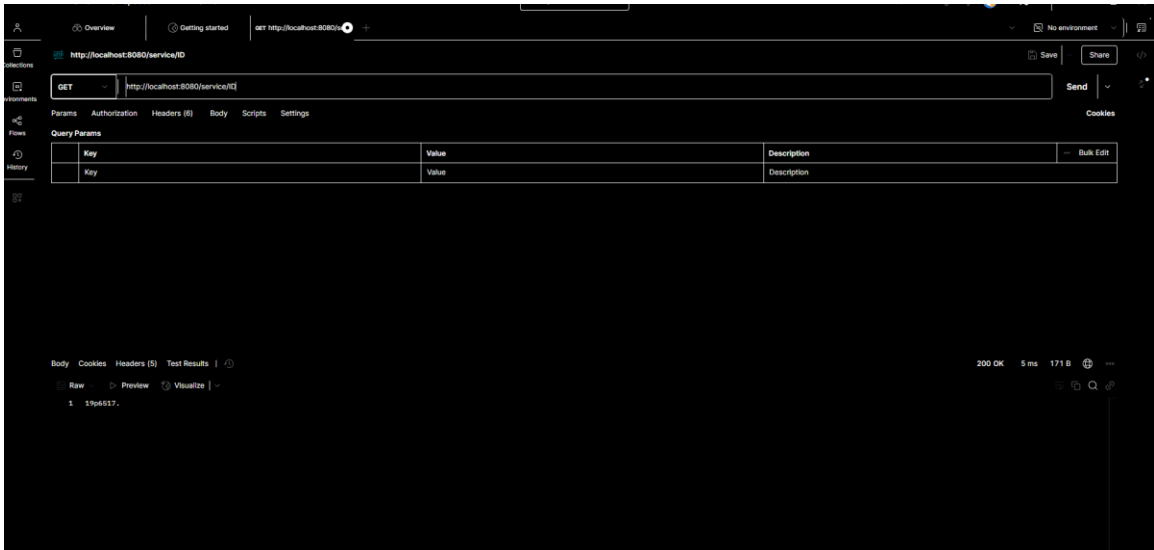 Overview Getting started GET http://localhost:8080/se No environment
Collections http://localhost:8080/service/ID Save Share
GET http://localhost:8080/service/ID Send
Params Authorization Headers (6) Body Scripts Settings Cookies
Flows Query Params
Key Value Description Bulk Edit
History Key Value Description
Body Cookies Headers (5) Test Results 200 OK 5 ms 171 B
Raw Preview Visualize
1 19p6517.